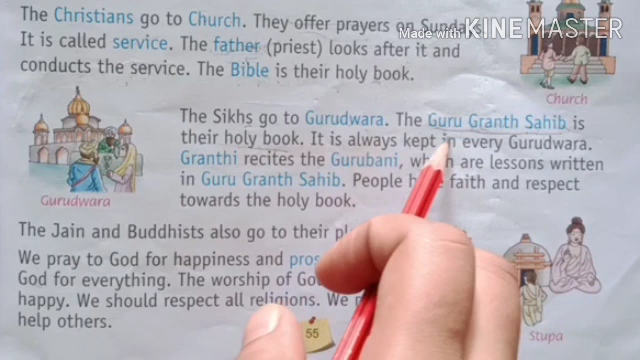 Made with KINEMASTER
The Christians go to Church. They offer prayers on
It is called service. The father (priest) looks after it and
conducts the service. The Bible is their holy book.
Church
The Sikhs go to Gurudwara. The Guru Granth Sahib is
their holy book. It is always kept in every Gurudwara.
Granthi recites the Gurubani, which are lessons written
in Guru Granth Sahib. People have faith and respect
towards the holy book.
Gurudwara
The Jain and Buddhists also go to their
We pray to God for happiness and
God for everything. The worship of
happy. We should respect all religions. We
help others.
55
Stupa